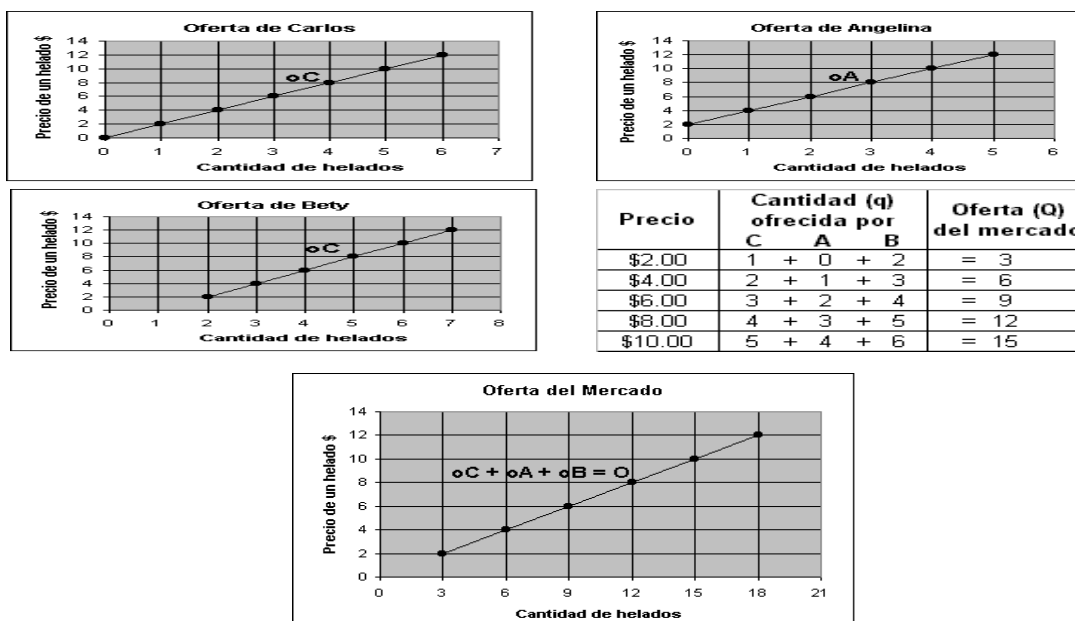 Oferta de Carlos
Precio de un helado $
14
12
10
8
6
4
2
0
oC
0 1 2 3 4 5 6 7
Cantidad de helados
Oferta de Angelina
Precio de un helado $
14
12
10
8
6
4
2
0
oA
0 1 2 3 4 5 6
Cantidad de helados
Oferta de Bety
Precio de un helado $
14
12
10
8
6
4
2
0
oC
0 1 2 3 4 5 6 7 8
Cantidad de helados
Precio
Cantidad (q)
ofrecida por
C A B
Oferta (Q)
del mercado
$2.00 1 + 0 + 2 = 3
$4.00 2 + 1 + 3 = 6
$6.00 3 + 2 + 4 = 9
$8.00 4 + 3 + 5 = 12
$10.00 5 + 4 + 6 = 15
Oferta del Mercado
Precio de un helado $
14
12
10
8
6
4
2
0
oC + oA + oB = O
0 3 6 9 12 15 18 21
Cantidad de helados